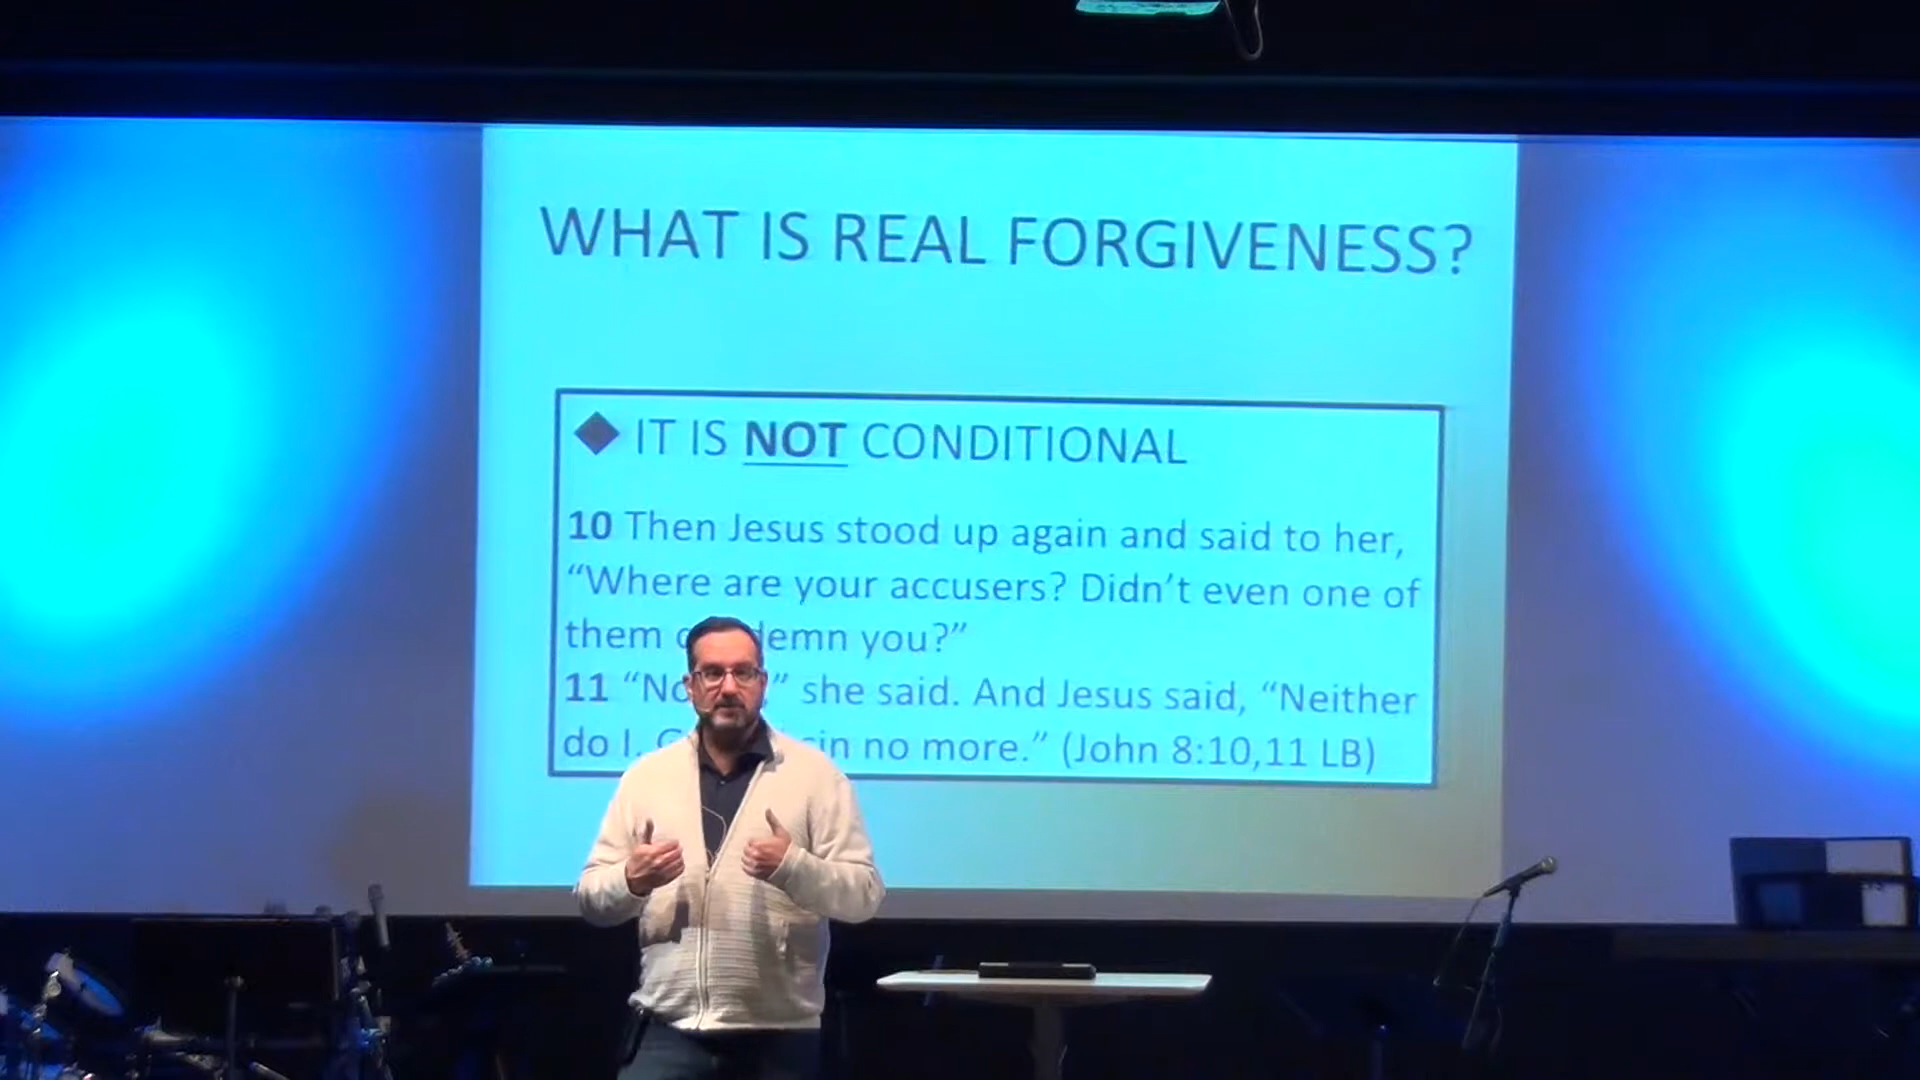 WHAT IS REAL FORGIVENESS?
IT IS NOT CONDITIONAL
10 Then Jesus stood up again and said to her,
“Where are your accusers? Didn’t even one of
them you?”
11 she said. And Jesus said, “Neither
do I. no more.” (John 8:10,11 LB)